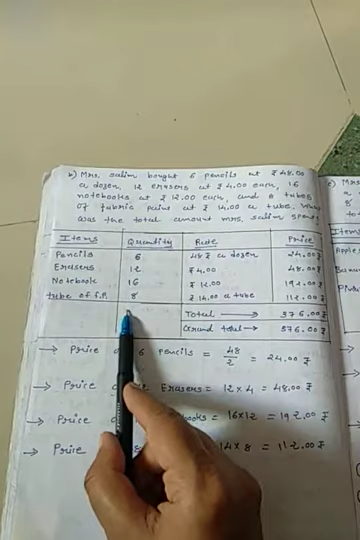 b) Mrs. salim bought 6 pencils at ₹ 48.00
a dozen, 12 erasers at ₹ 4.00 each, 16
notebooks at ₹ 12.00 each and 8 tubes
of fabric paint at ₹ 14.00 a tube. What
was the total amount mrs. salim spent
Items Quantity Rate Price
Pencils 6 48 ₹ a dozen 24.00 ₹
Erasers 12 ₹ 4.00 48.00 ₹
Notebook 16 ₹ 12.00 192.00 ₹
tube of F.P. 8 ₹ 14.00 a tube 112.00 ₹
Total → 376.00 ₹
Grand total → 376.00 ₹
→ Price 6 Pencils = 48/2 = 24.00 ₹
→ Price Erasers = 12 × 4 = 48.00 ₹
→ Price books = 16×12 = 192.00 ₹
→ Price 8 14 × 8 = 112.00 ₹
c) Mrs
a
Items
Apple